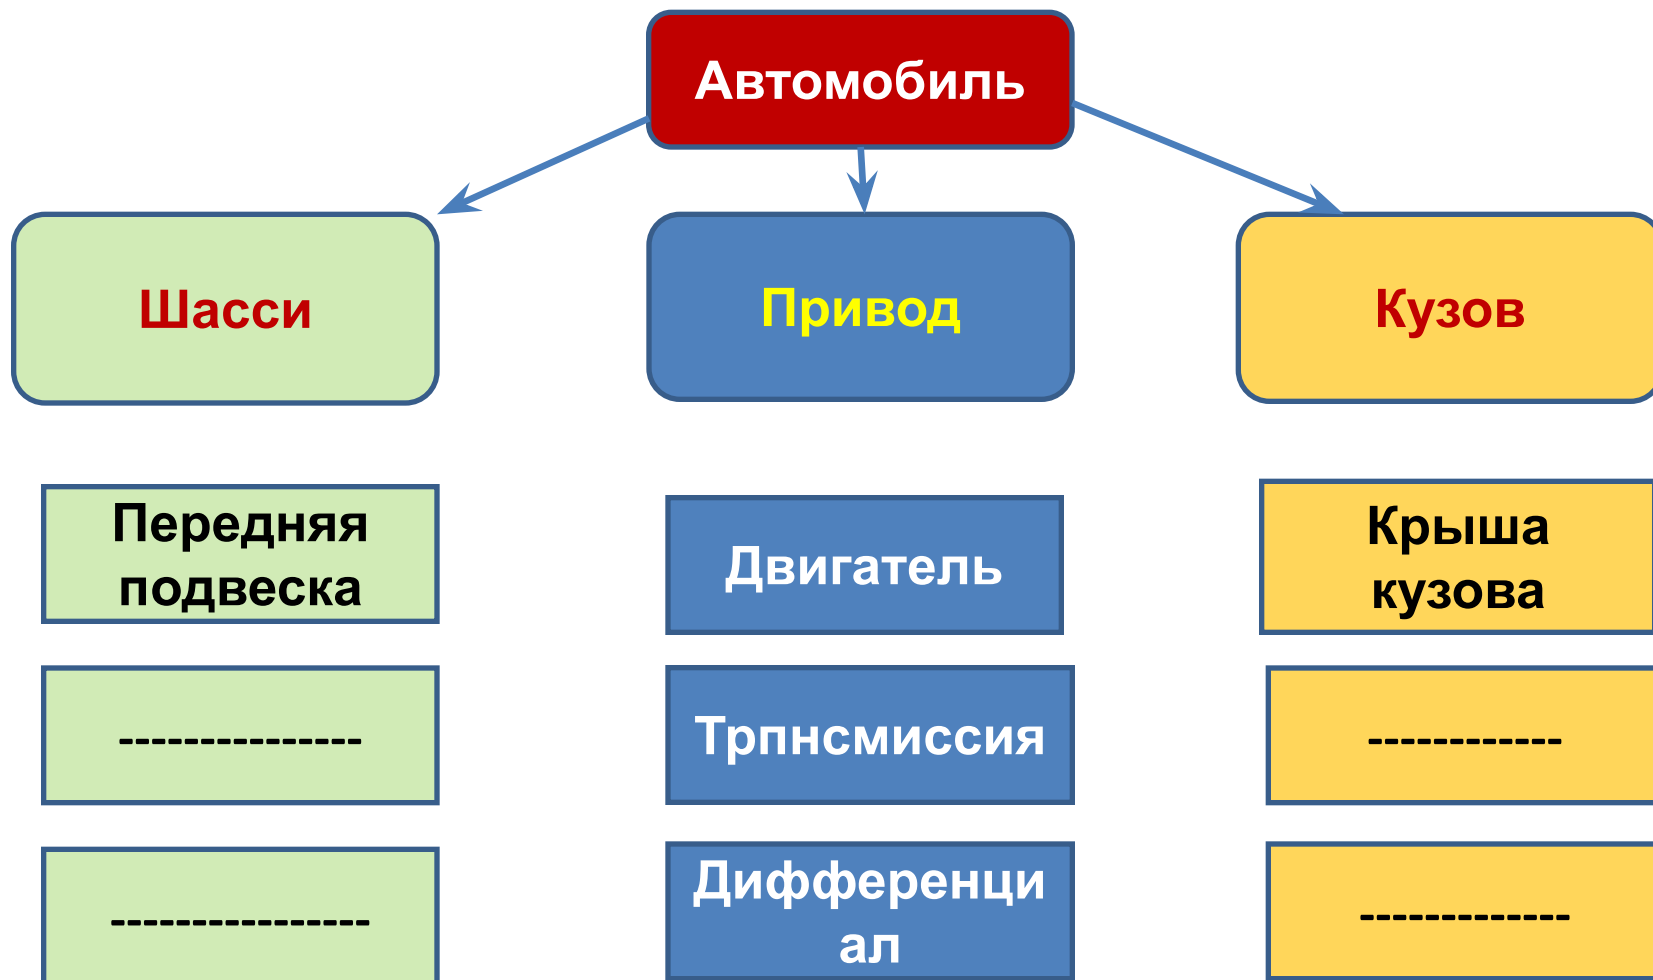 Автомобиль
Шасси
Привод
Кузов
Передняя
подвеска
Двигатель
Крыша
кузова
---------------
Трпнсмиссия
------------
----------------
Дифференци
ал
-------------